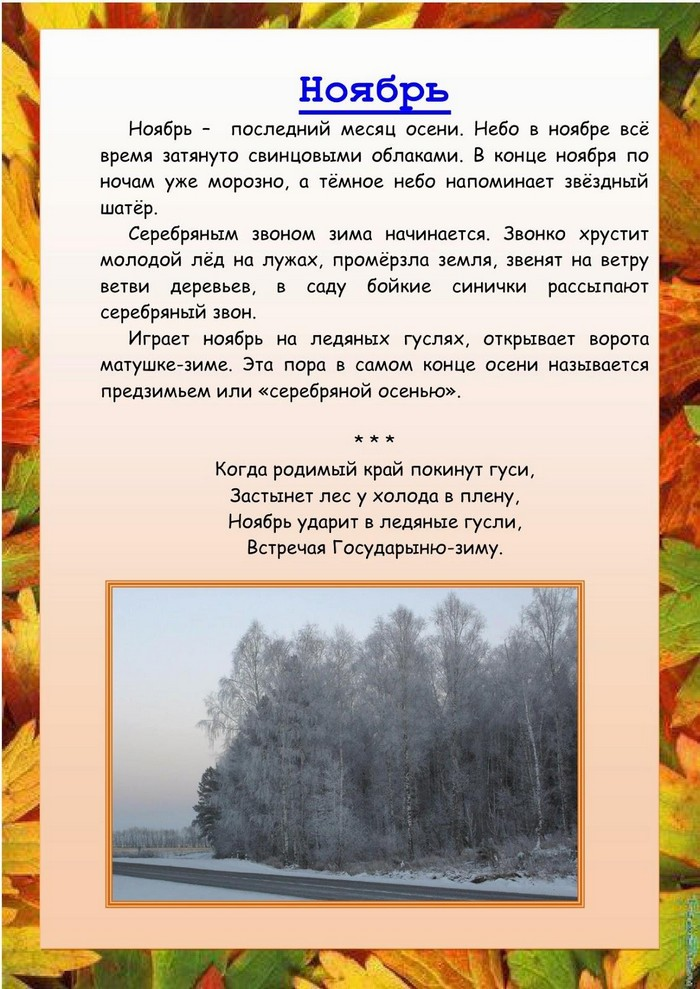 Ноябрь
Ноябрь – последний месяц осени. Небо в ноябре всё
время затянуто свинцовыми облаками. В конце ноября по
ночам уже морозно, а тёмное небо напоминает звёздный
шатёр.
Серебряным звоном зима начинается. Звонко хрустит
молодой лёд на лужах, промёрзла земля, звенят на ветру
ветви деревьев, в саду бойкие синички рассыпают
серебряный звон.
Играет ноябрь на ледяных гуслях, открывает ворота
матушке-зиме. Эта пора в самом конце осени называется
предзимьем или «серебряной осенью».
* * *
Когда родимый край покинут гуси,
Застынет лес у холода в плену,
Ноябрь ударит в ледяные гусли,
Встречая Государыню-зиму.